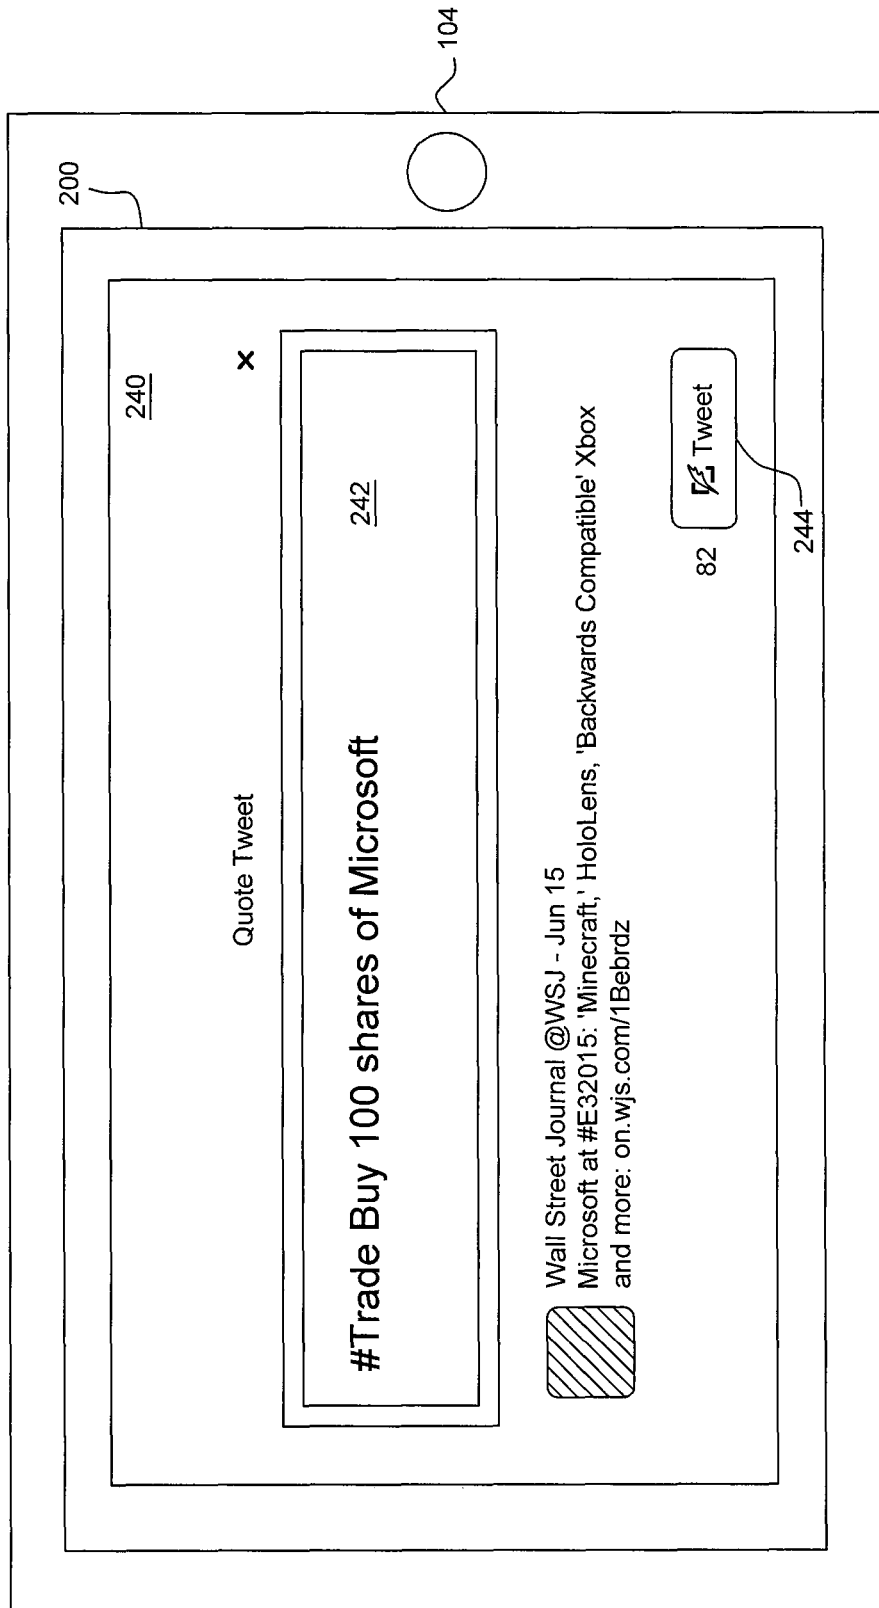 104
200
240
Quote Tweet
x
242
#Trade Buy 100 shares of Microsoft
Wall Street Journal @WSJ - Jun 15
Microsoft at #E32015: 'Minecraft,' HoloLens, 'Backwards Compatible' Xbox
and more: on.wjs.com/1Bebrdz
82
Tweet
244